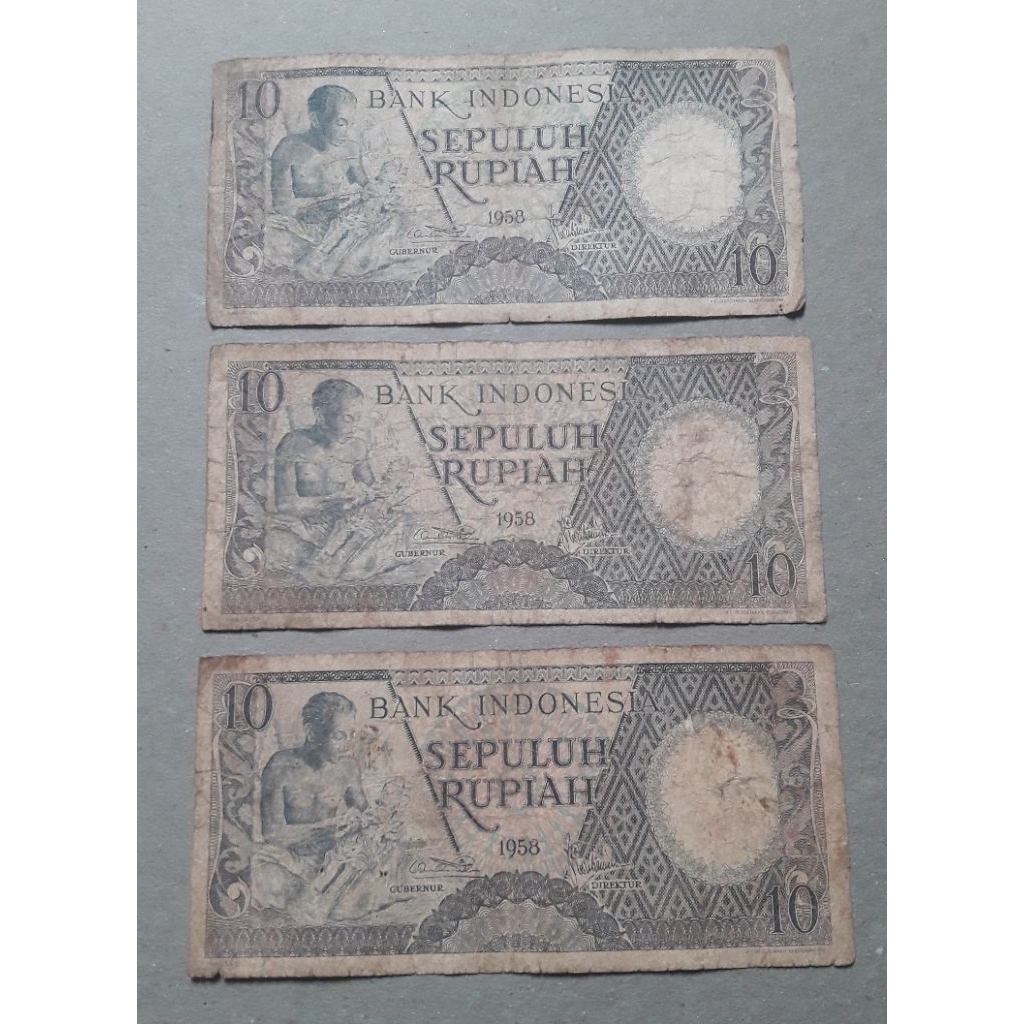 10
BANK INDONESIA
SEPULUH
RUPIAH
1958
GUBERNUR
DIREKTUR
10
10
BANK INDONESI
SEPULUH
RUPIAH
1958
GUBERNUR
DIREKTUR
10
10
BANK INDONESIA
SEPULUH
RUPIAH
1958
GUBERNUR
DIREKTUR
10